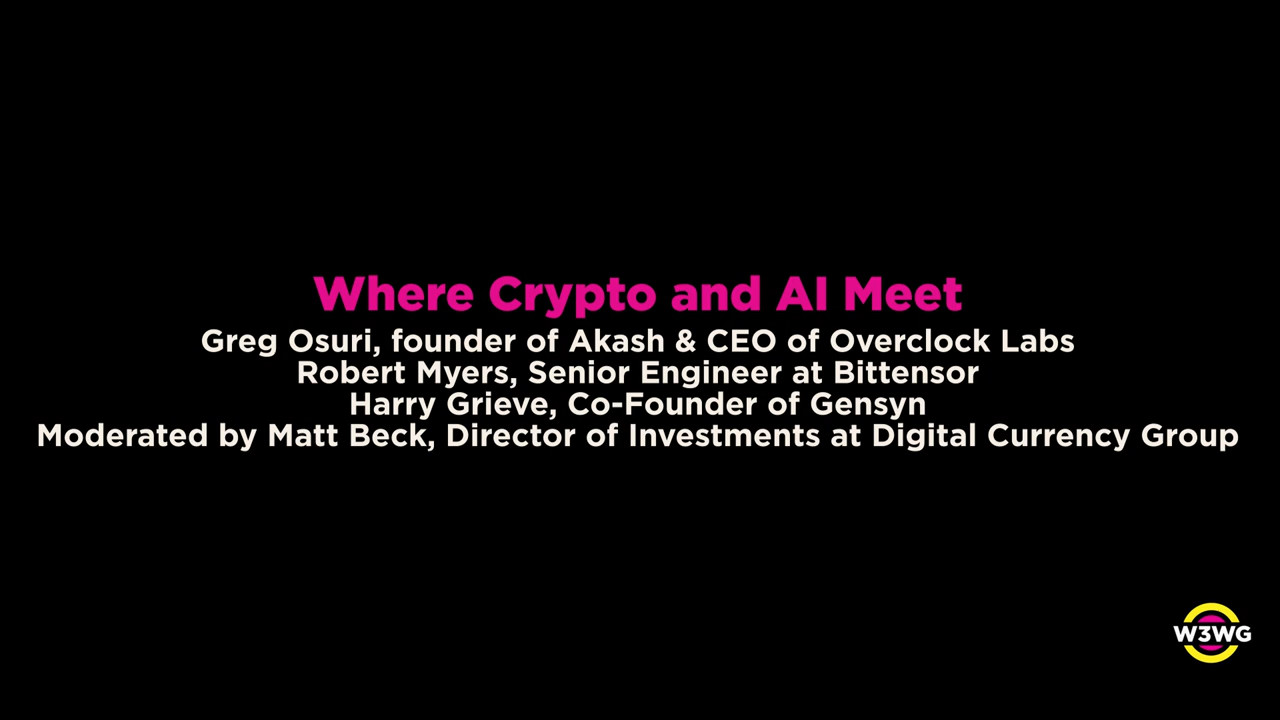 Where Crypto and AI Meet
Greg Osuri, founder of Akash & CEO of Overclock Labs
Robert Myers, Senior Engineer at Bittensor
Harry Grieve, Co-Founder of Gensyn
Moderated by Matt Beck, Director of Investments at Digital Currency Group
W3WG